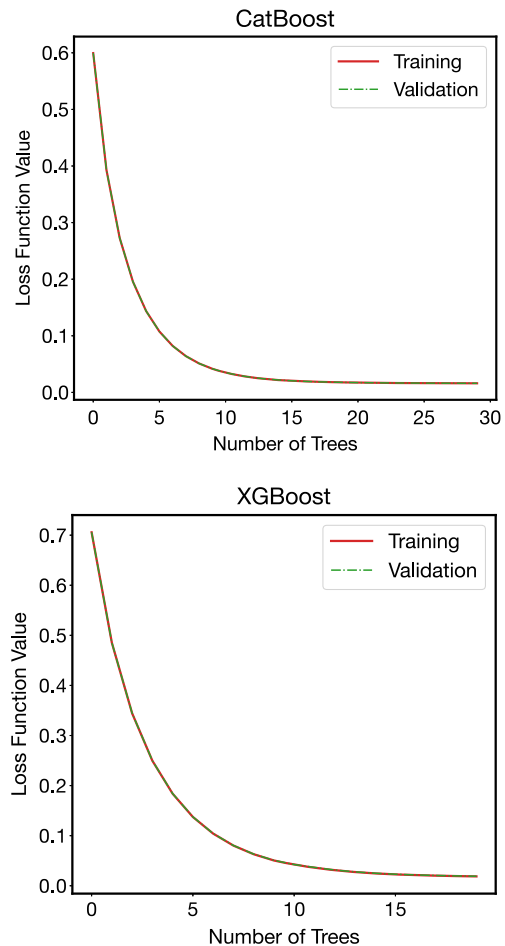 CatBoost
Training
Validation
0.6
0.5
0.4
0.3
0.2
0.1
0.0
Loss Function Value
0 5 10 15 20 25 30
Number of Trees
XGBoost
Training
Validation
0.7
0.6
0.5
0.4
0.3
0.2
0.1
0.0
Loss Function Value
0 5 10 15
Number of Trees